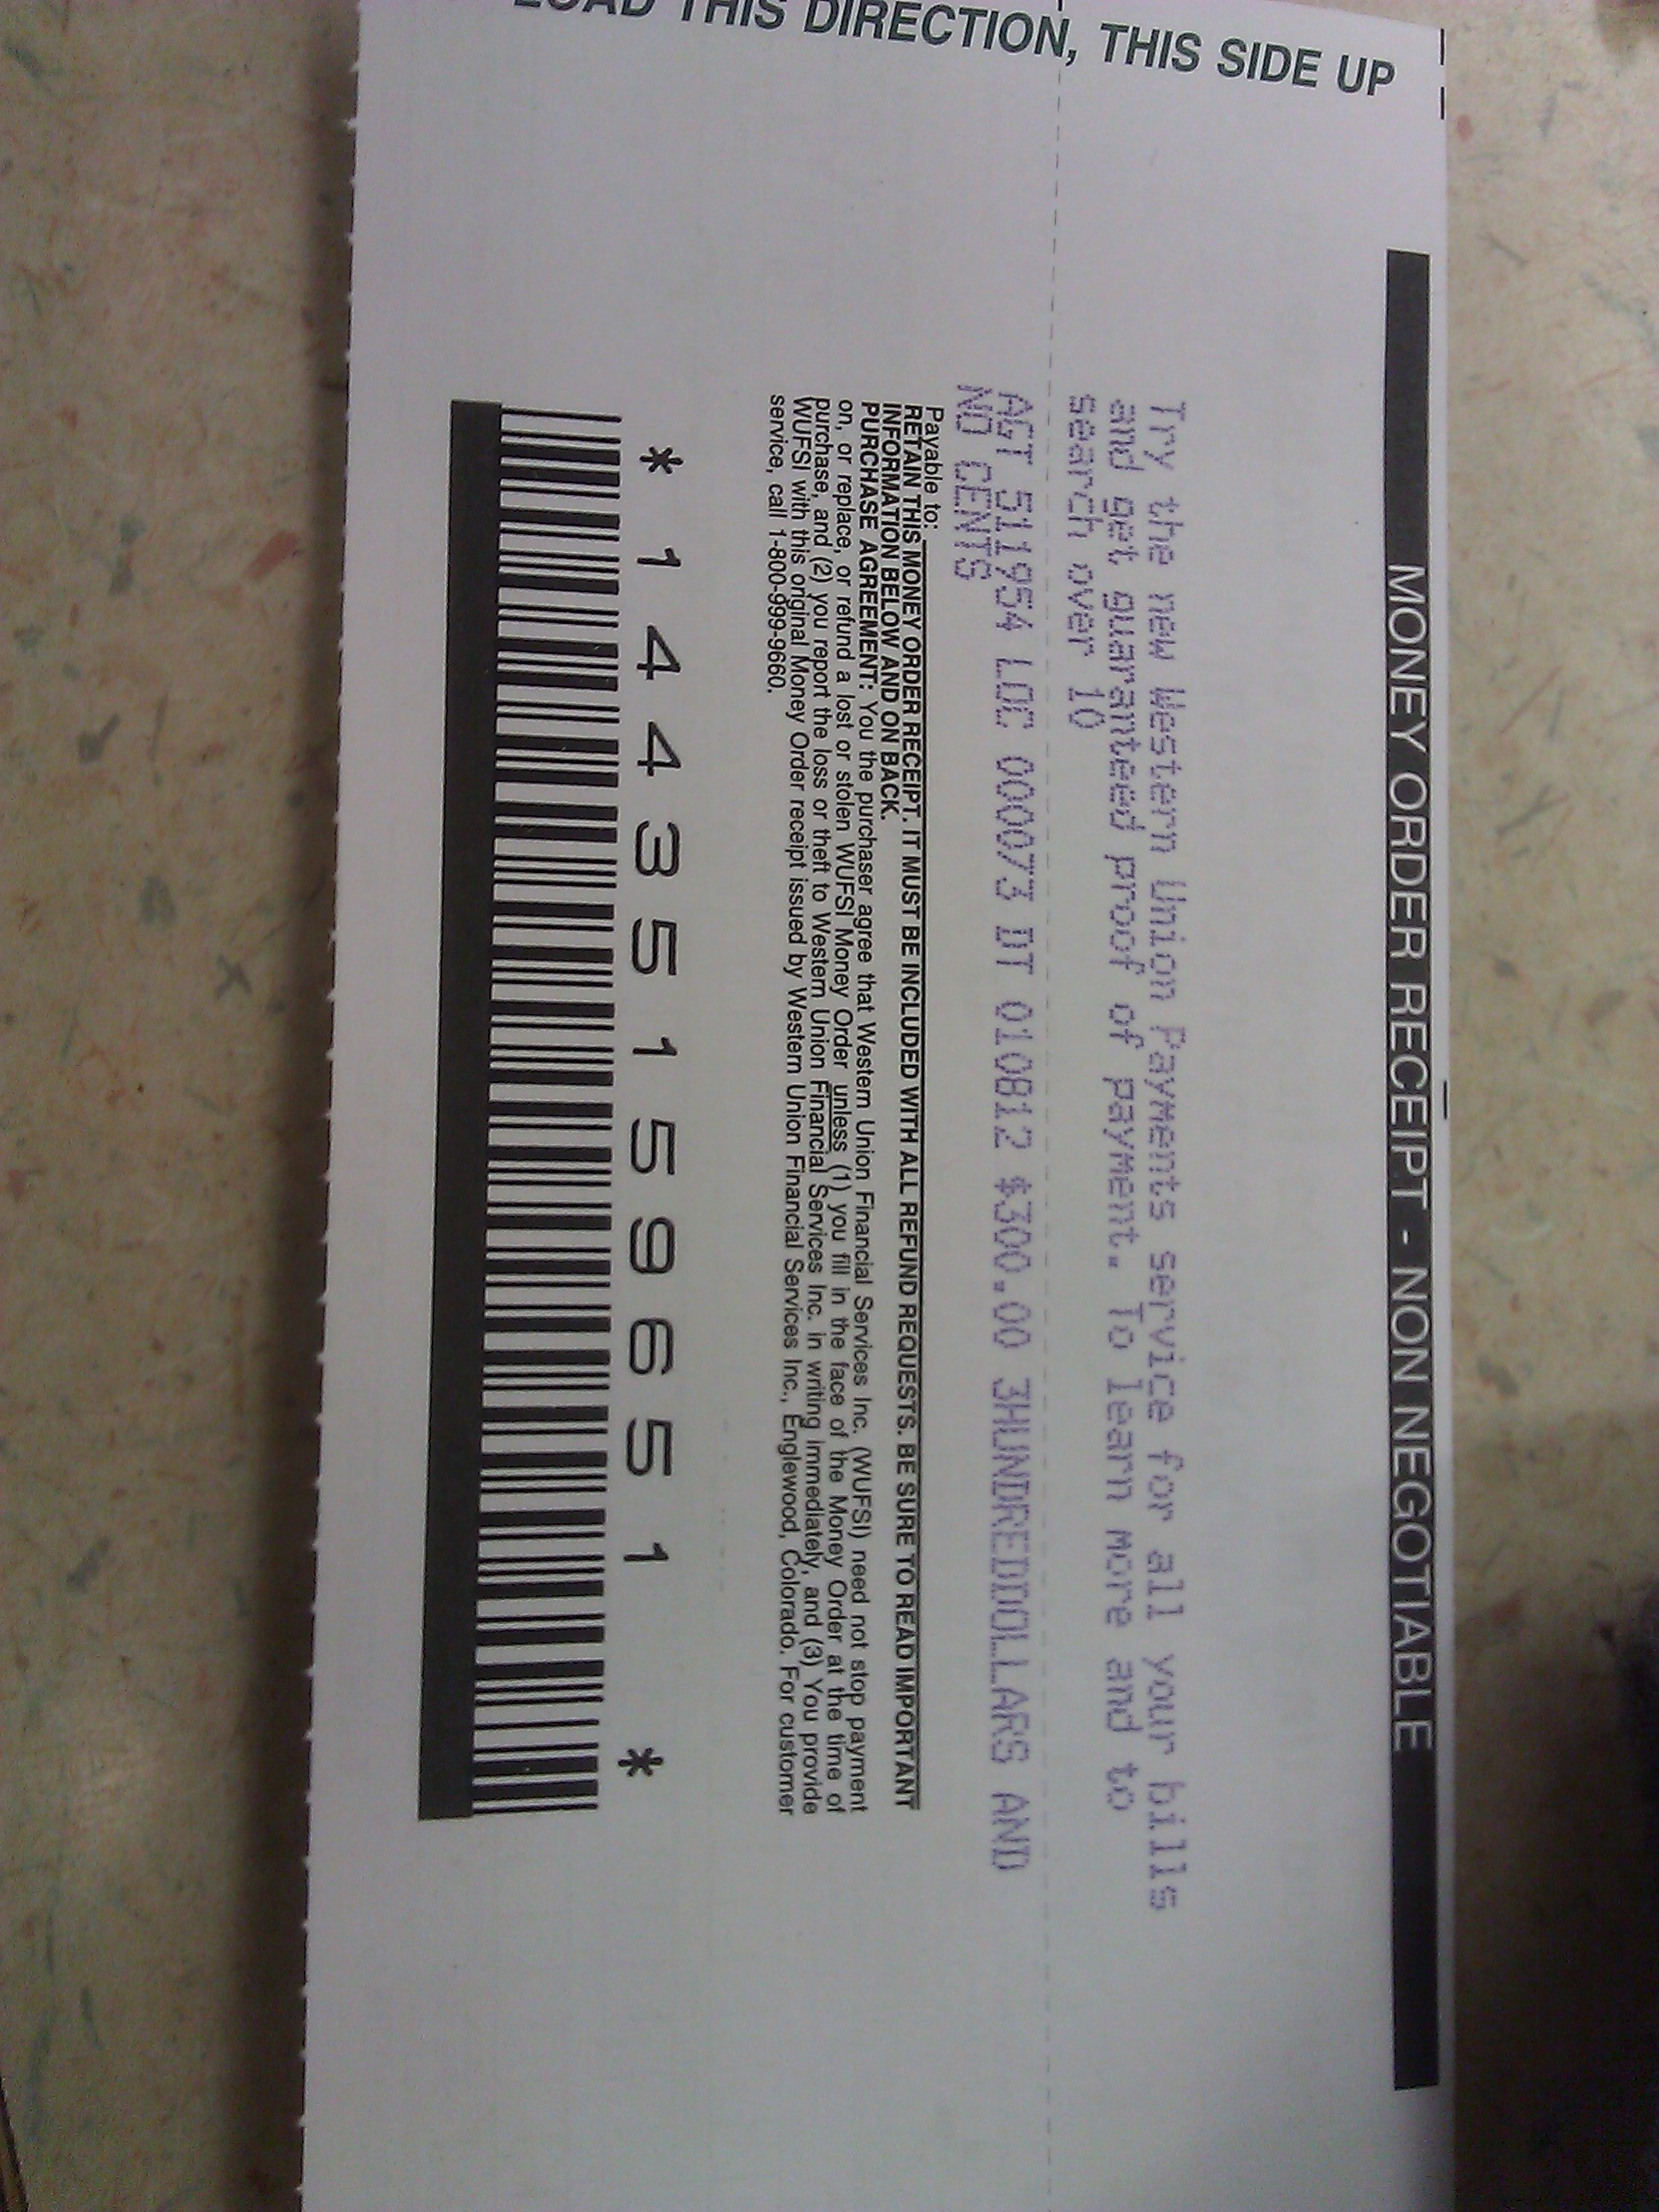 LOAD THIS DIRECTION, THIS SIDE UP
MONEY ORDER RECEIPT - NON NEGOTIABLE
Try the new Western Union Payments service for all your bills
and get guaranteed proof of payment. To learn more and to
search over 10
AGT 511954 LOC 000073 DT 010812 $300.00 3HUNDREDDOLLARS AND
NO CENTS
Payable to:
RETAIN THIS MONEY ORDER RECEIPT. IT MUST BE INCLUDED WITH ALL REFUND REQUESTS. BE SURE TO READ IMPORTANT
INFORMATION BELOW AND ON BACK.
PURCHASE AGREEMENT: You the purchaser agree that Western Union Financial Services Inc. (WUFSI) need not stop payment
on, or replace, or refund a lost or stolen WUFSI Money Order unless (1) you fill in the face of the Money Order at the time of
purchase, and (2) you report the loss or theft to Western Union Financial Services Inc. in writing immediately, and (3) You provide
WUFSI with this original Money Order receipt issued by Western Union Financial Services Inc., Englewood, Colorado. For customer
service, call 1-800-999-9660.
* 14435159651 *